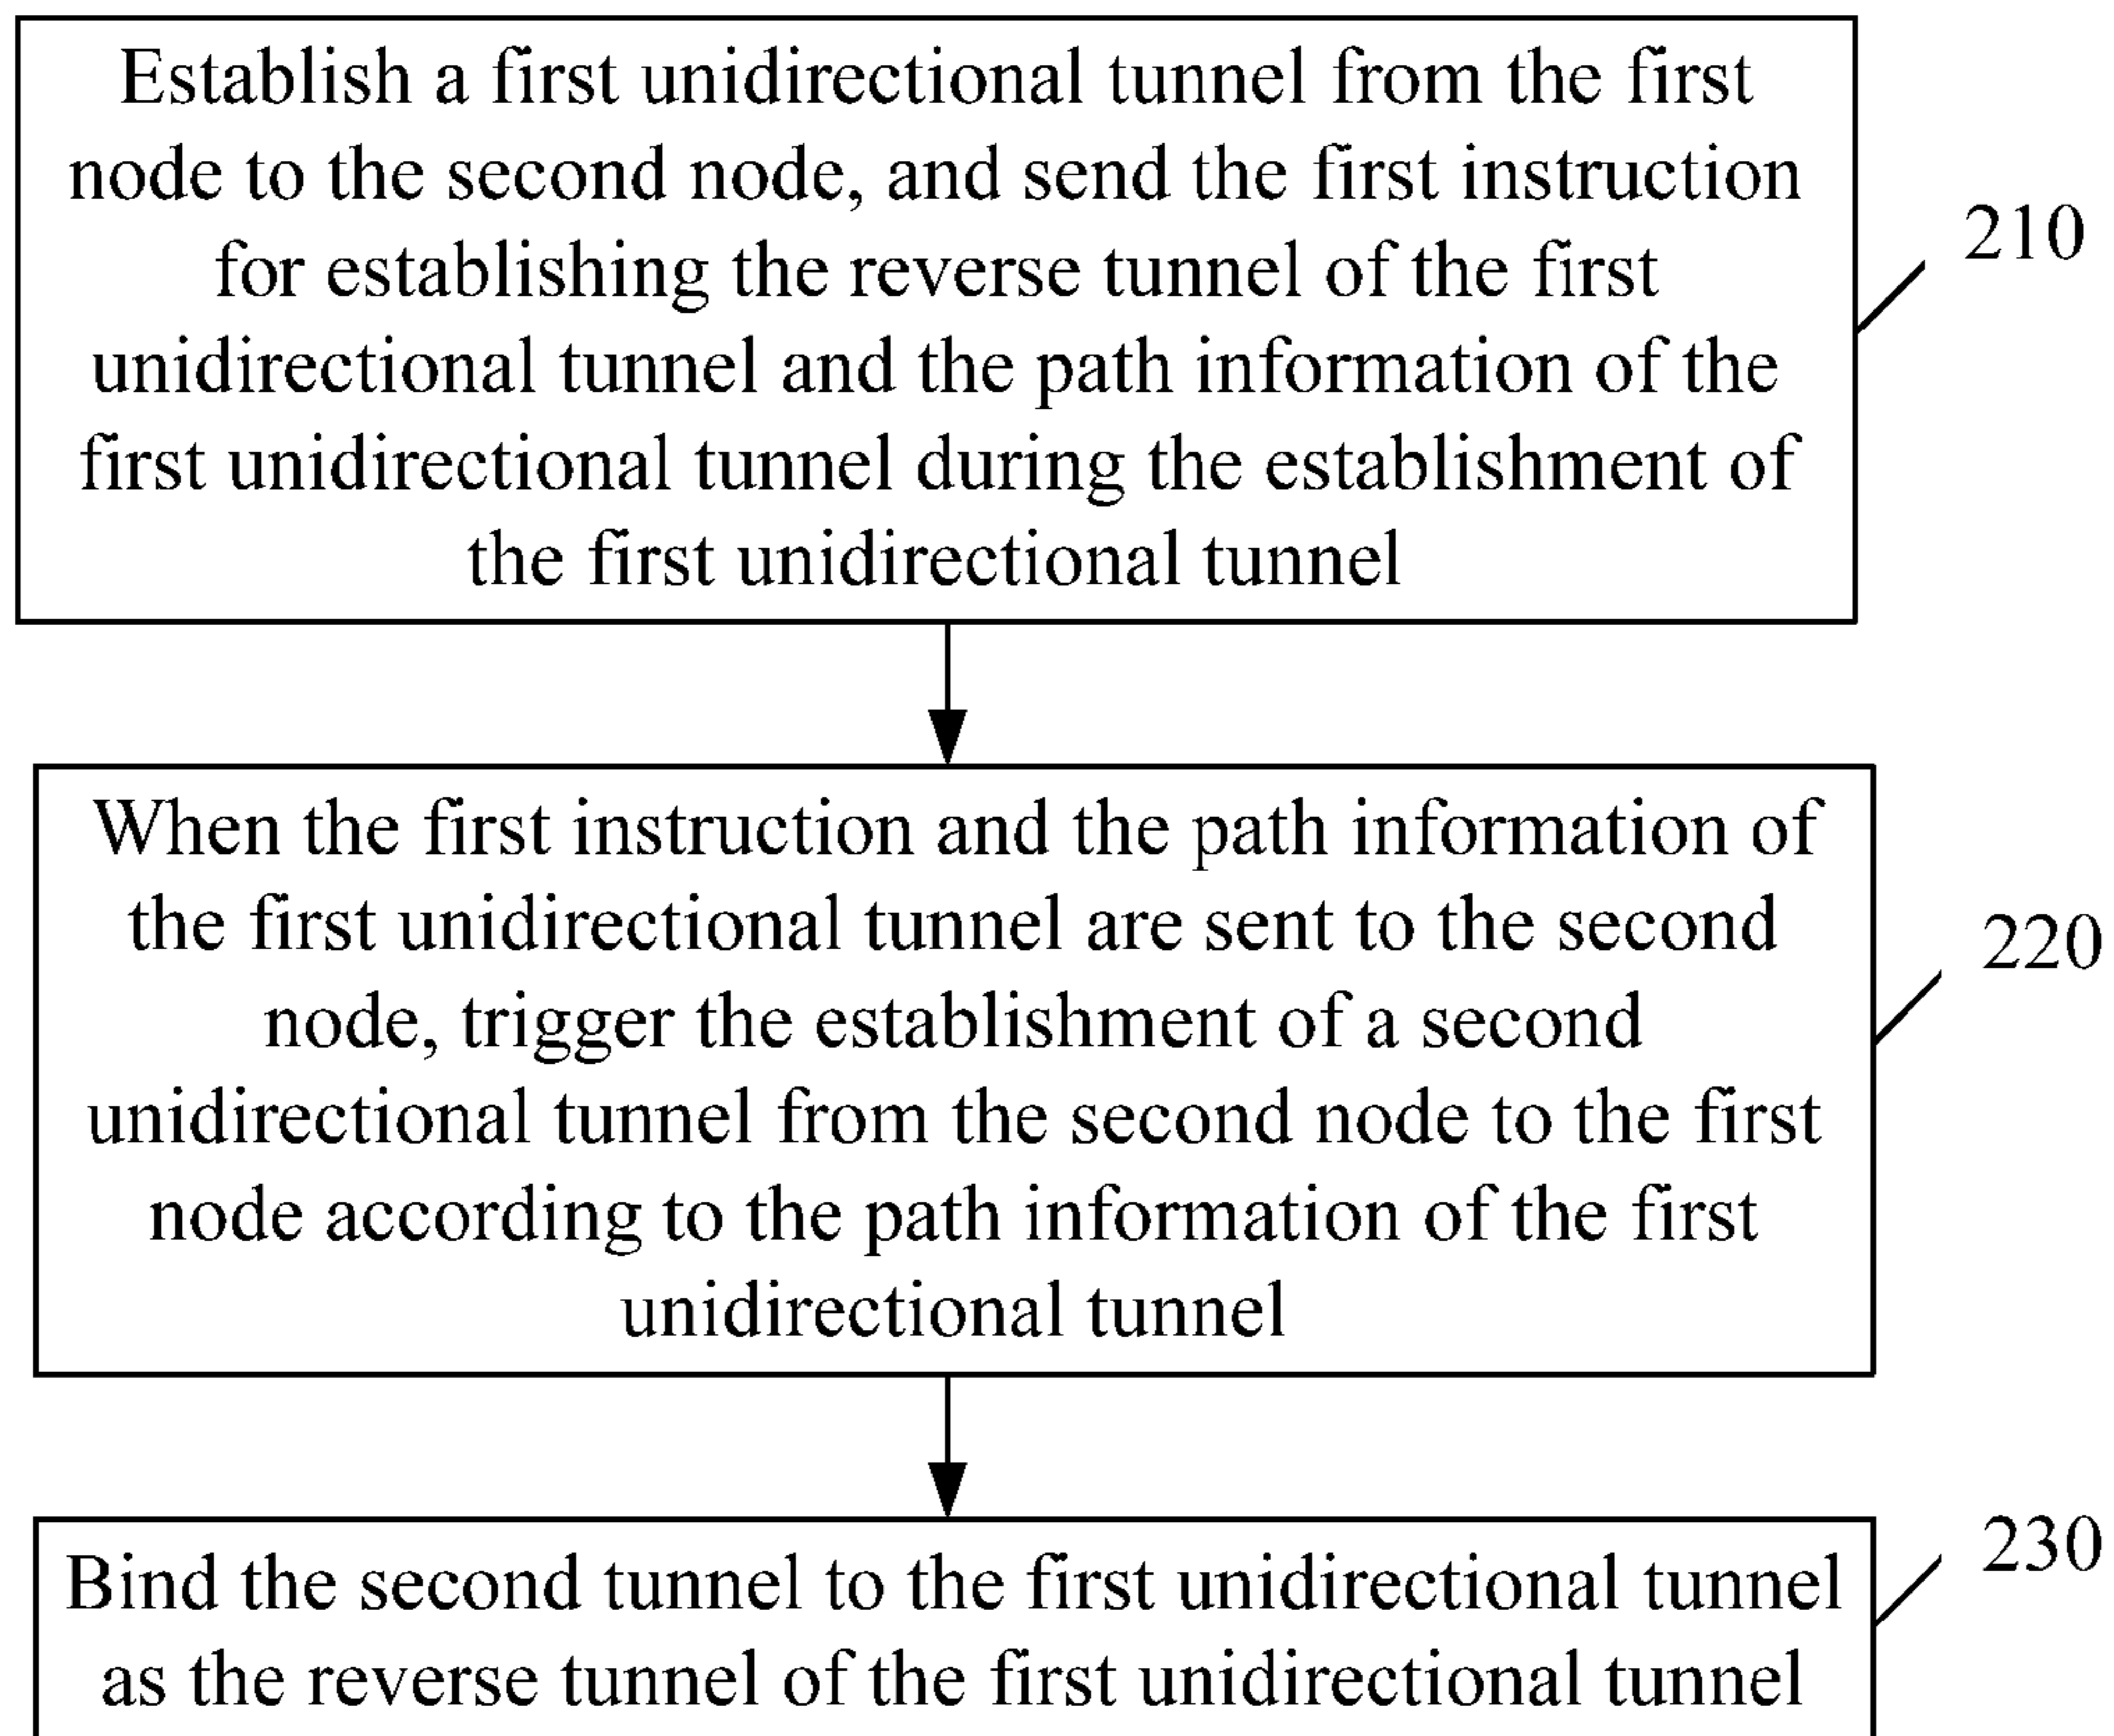 Establish a first unidirectional tunnel from the first
node to the second node, and send the first instruction
for establishing the reverse tunnel of the first
unidirectional tunnel and the path information of the
first unidirectional tunnel during the establishment of
the first unidirectional tunnel
210
When the first instruction and the path information of
the first unidirectional tunnel are sent to the second
node, trigger the establishment of a second
unidirectional tunnel from the second node to the first
node according to the path information of the first
unidirectional tunnel
220
Bind the second tunnel to the first unidirectional tunnel
as the reverse tunnel of the first unidirectional tunnel
230